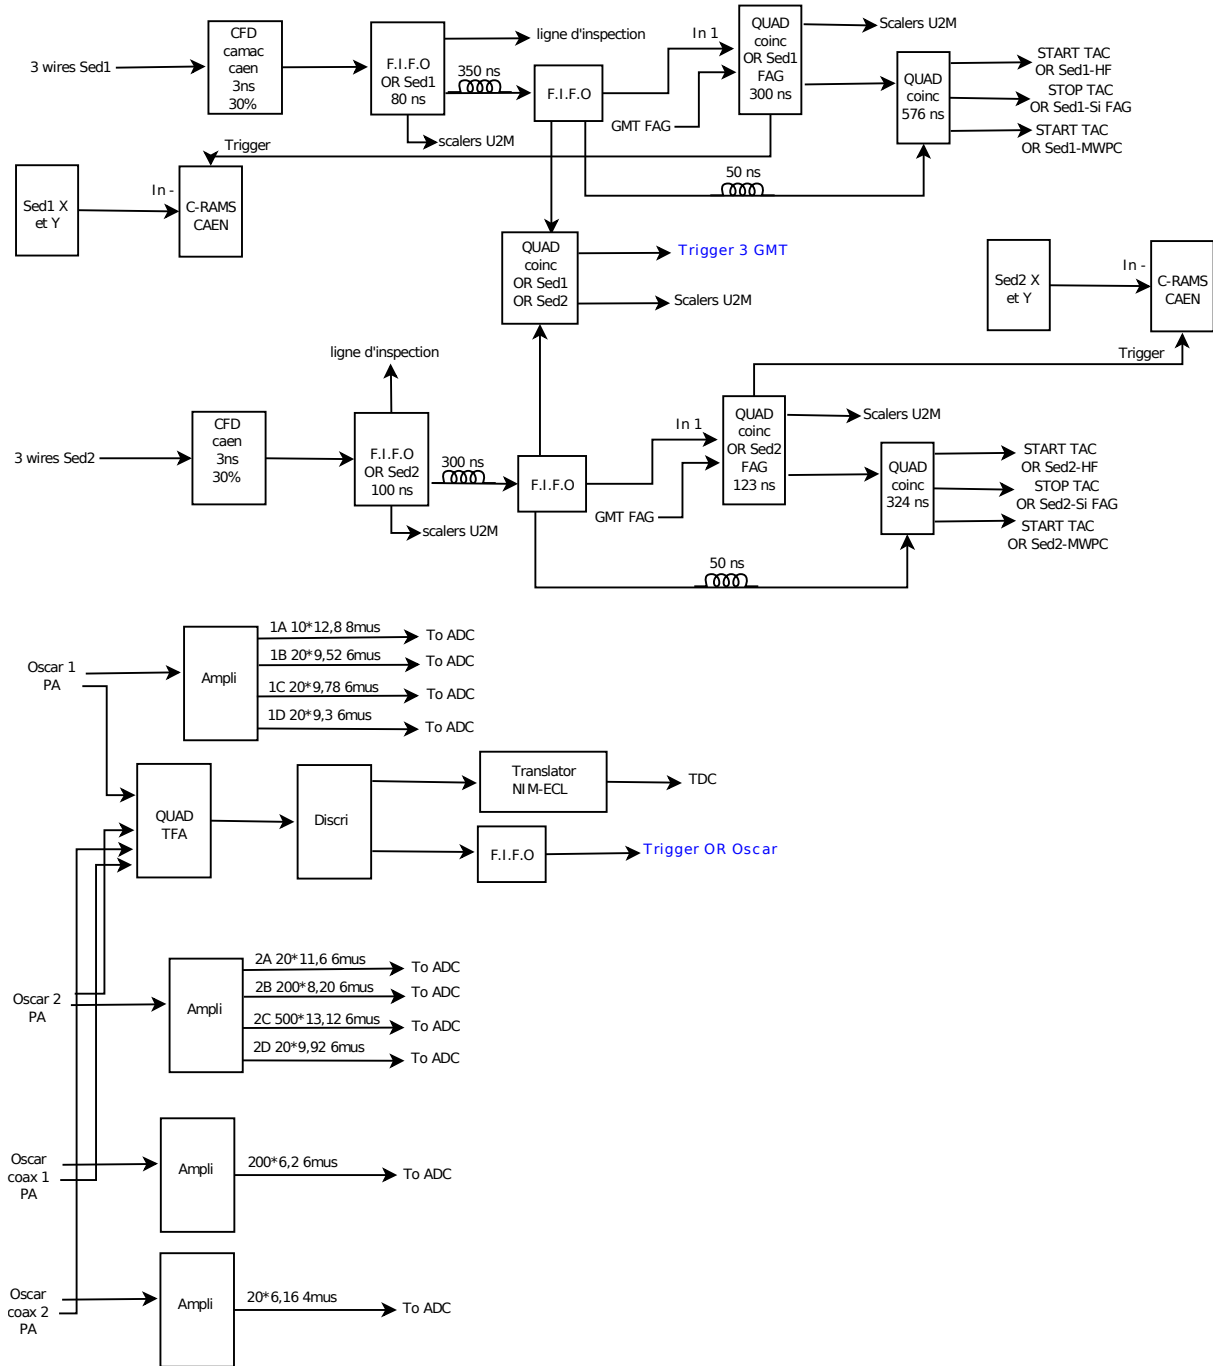 3 wires Sed1
CFD
camac
caen
3ns
30%
F.I.F.O
OR Sed1
80 ns
ligne d'inspection
scalers U2M
350 ns
F.I.F.O
In 1
GMT FAG
QUAD
coinc
OR Sed1
FAG
300 ns
Scalers U2M
QUAD
coinc
576 ns
START TAC
OR Sed1-HF
STOP TAC
OR Sed1-Si FAG
START TAC
OR Sed1-MWPC
Trigger
50 ns
Sed1 X
et Y
In -
C-RAMS
CAEN
QUAD
coinc
OR Sed1
OR Sed2
Trigger 3 GMT
Scalers U2M
Sed2 X
et Y
In -
C-RAMS
CAEN
Trigger
ligne d'inspection
3 wires Sed2
CFD
caen
3ns
30%
F.I.F.O
OR Sed2
100 ns
scalers U2M
300 ns
F.I.F.O
In 1
GMT FAG
QUAD
coinc
OR Sed2
FAG
123 ns
Scalers U2M
QUAD
coinc
324 ns
START TAC
OR Sed2-HF
STOP TAC
OR Sed2-Si FAG
START TAC
OR Sed2-MWPC
50 ns
Oscar 1
PA
Ampli
1A 10*12,8 8mus
To ADC
1B 20*9,52 6mus
To ADC
1C 20*9,78 6mus
To ADC
1D 20*9,3 6mus
To ADC
QUAD
TFA
Discri
Translator
NIM-ECL
TDC
F.I.F.O
Trigger OR Oscar
Oscar 2
PA
Ampli
2A 20*11,6 6mus
To ADC
2B 200*8,20 6mus
To ADC
2C 500*13,12 6mus
To ADC
2D 20*9,92 6mus
To ADC
Oscar
coax 1
PA
Ampli
200*6,2 6mus
To ADC
Oscar
coax 2
PA
Ampli
20*6,16 4mus
To ADC